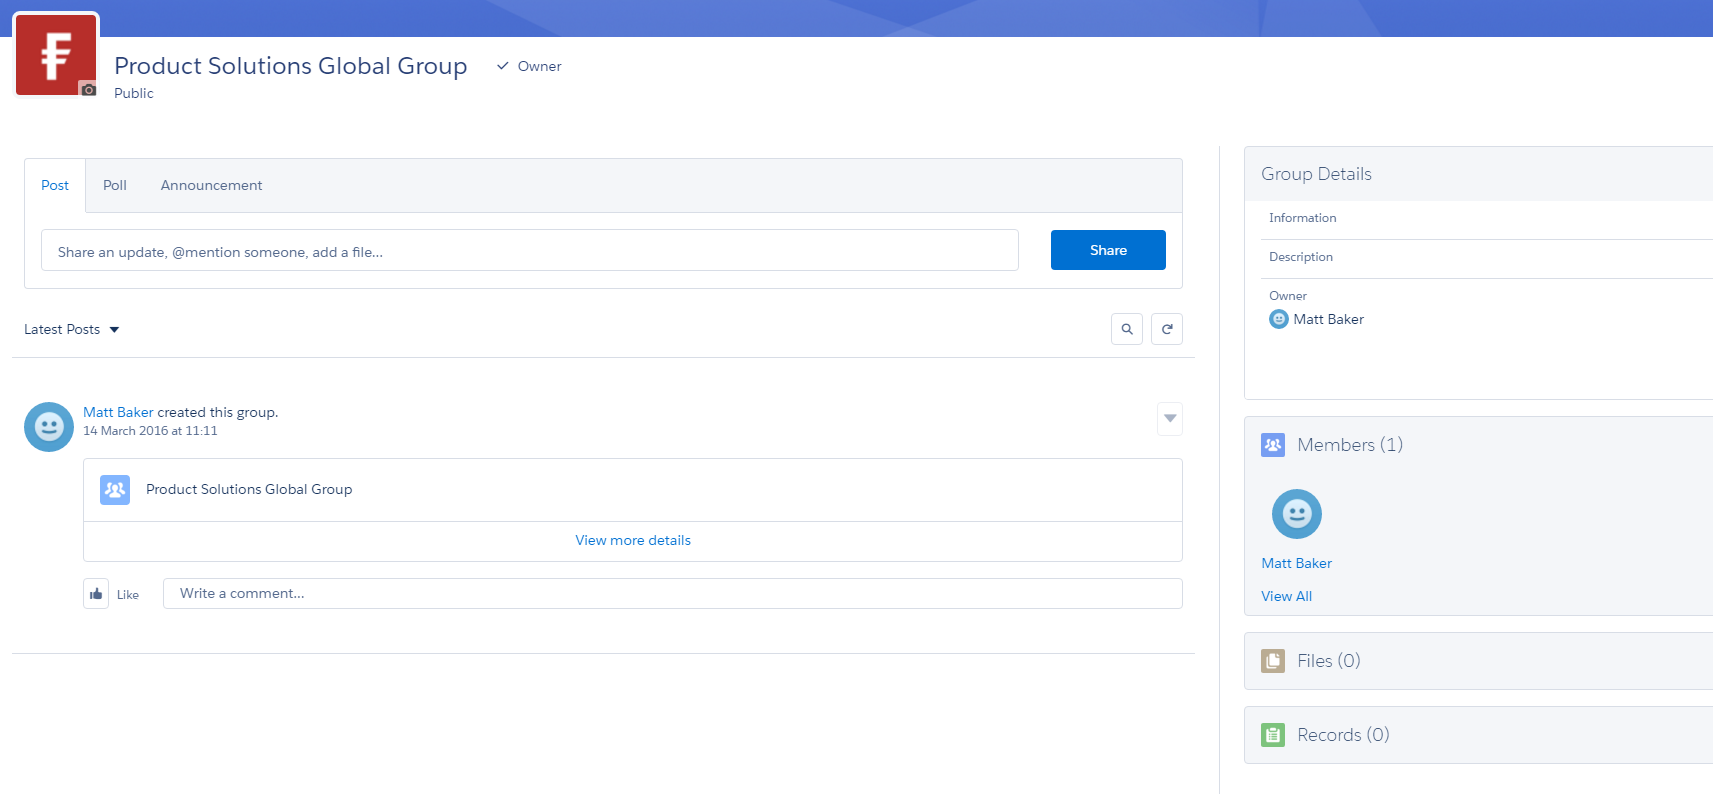 Product Solutions Global Group
Owner
Public
Post
Poll
Announcement
Share an update, @mention someone, add a file...
Share
Latest Posts
Matt Baker created this group.
14 March 2016 at 11:11
Product Solutions Global Group
View more details
Like
Write a comment...
Group Details
Information
Description
Owner
Matt Baker
Members (1)
Matt Baker
View All
Files (0)
Records (0)